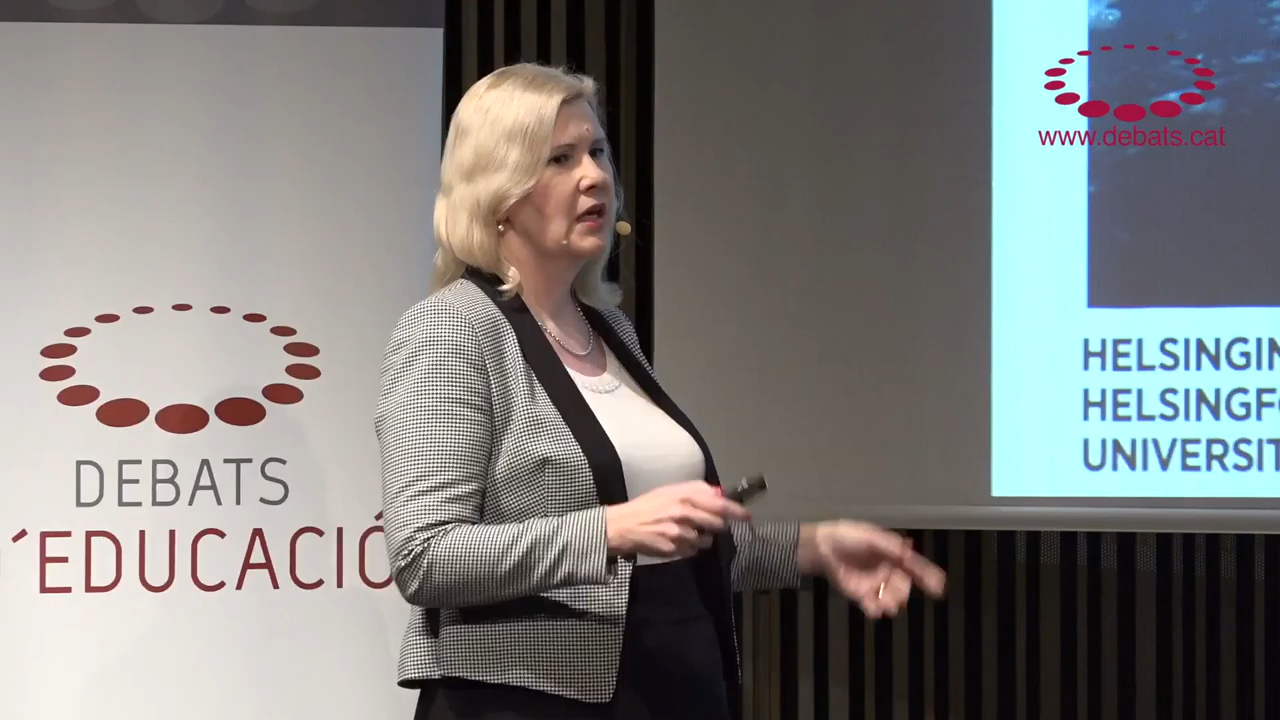 www.debats.cat
HELSINGIN
HELSINGFO
UNIVERSIT
DEBATS
D´EDUCACIÓ